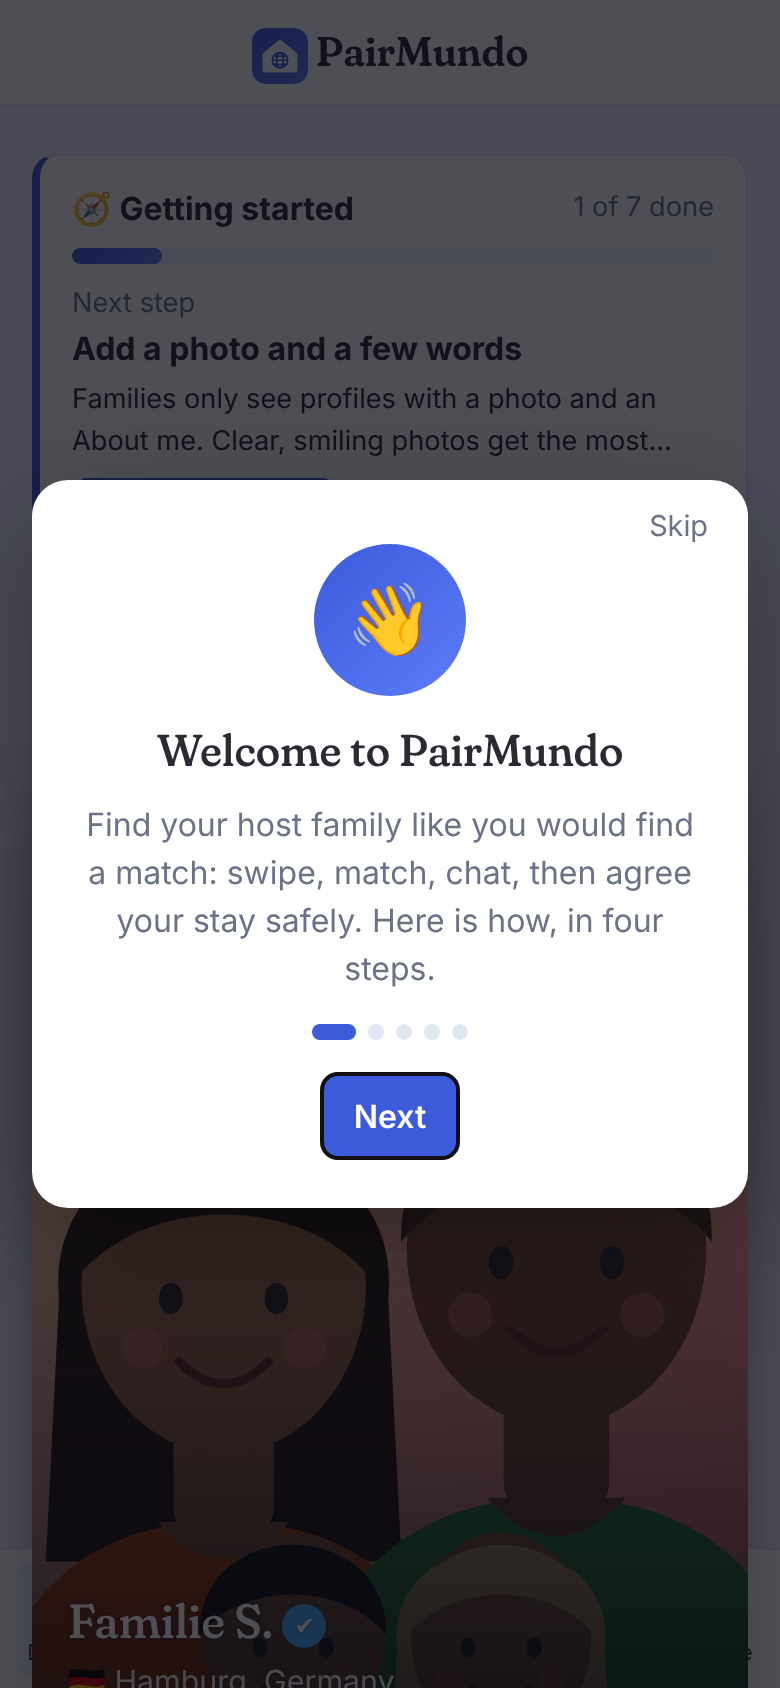 PairMundo
Getting started
1 of 7 done
Next step
Add a photo and a few words
Families only see profiles with a photo and an
About me. Clear, smiling photos get the most...
Skip
Welcome to PairMundo
Find your host family like you would find
a match: swipe, match, chat, then agree
your stay safely. Here is how, in four
steps.
Next
Familie S.
Hamburg, Germany